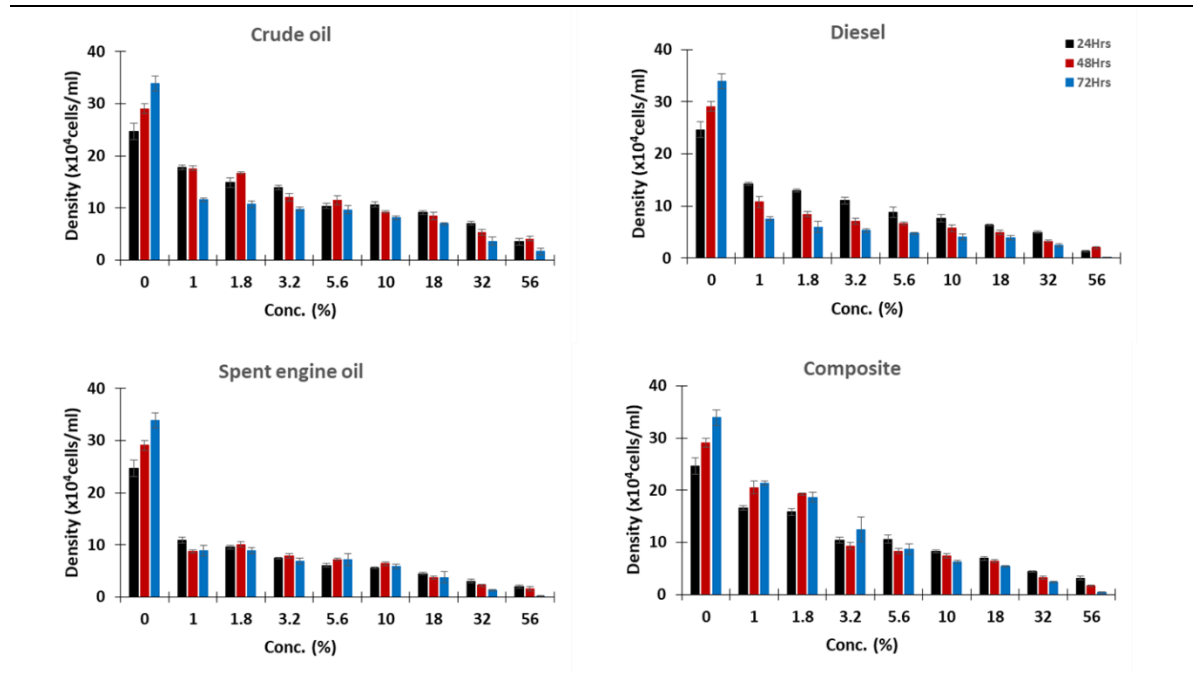 Crude oil
40
30
20
10
0
Density (x10⁴cells/ml)
0 1 1.8 3.2 5.6 10 18 32 56
Conc. (%)
Diesel
24Hrs
48Hrs
72Hrs
40
30
20
10
0
Density (x10⁴cells/ml)
0 1 1.8 3.2 5.6 10 18 32 56
Conc. (%)
Spent engine oil
40
30
20
10
0
Density (x10⁴cells/ml)
0 1 1.8 3.2 5.6 10 18 32 56
Conc. (%)
Composite
40
30
20
10
0
Density (x10⁴cells/ml)
0 1 1.8 3.2 5.6 10 18 32 56
Conc. (%)